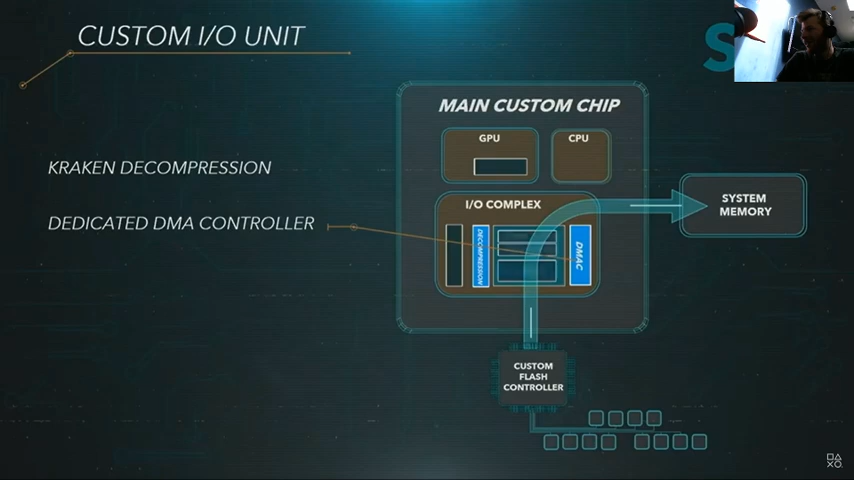 CUSTOM I/O UNIT
S
MAIN CUSTOM CHIP
GPU
CPU
KRAKEN DECOMPRESSION
I/O COMPLEX
SYSTEM
MEMORY
DEDICATED DMA CONTROLLER
DECOMPRESSION
DMAC
CUSTOM
FLASH
CONTROLLER